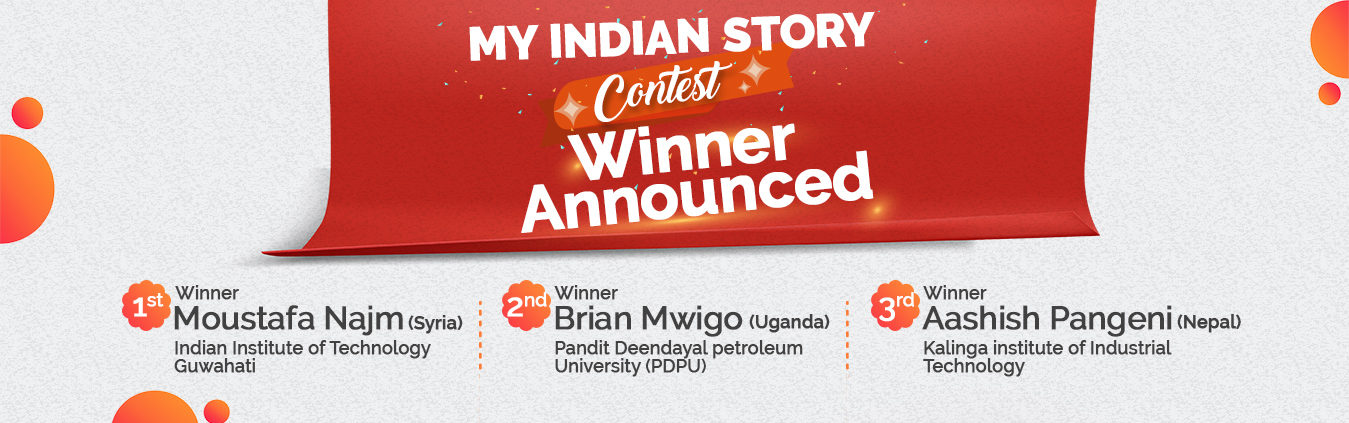 MY INDIAN STORY
Contest
Winner
Announced
1st
Winner
Moustafa Najm (Syria)
Indian Institute of Technology
Guwahati
2nd
Winner
Brian Mwigo (Uganda)
Pandit Deendayal petroleum
University (PDPU)
3rd
Winner
Aashish Pangeni (Nepal)
Kalinga institute of Industrial
Technology